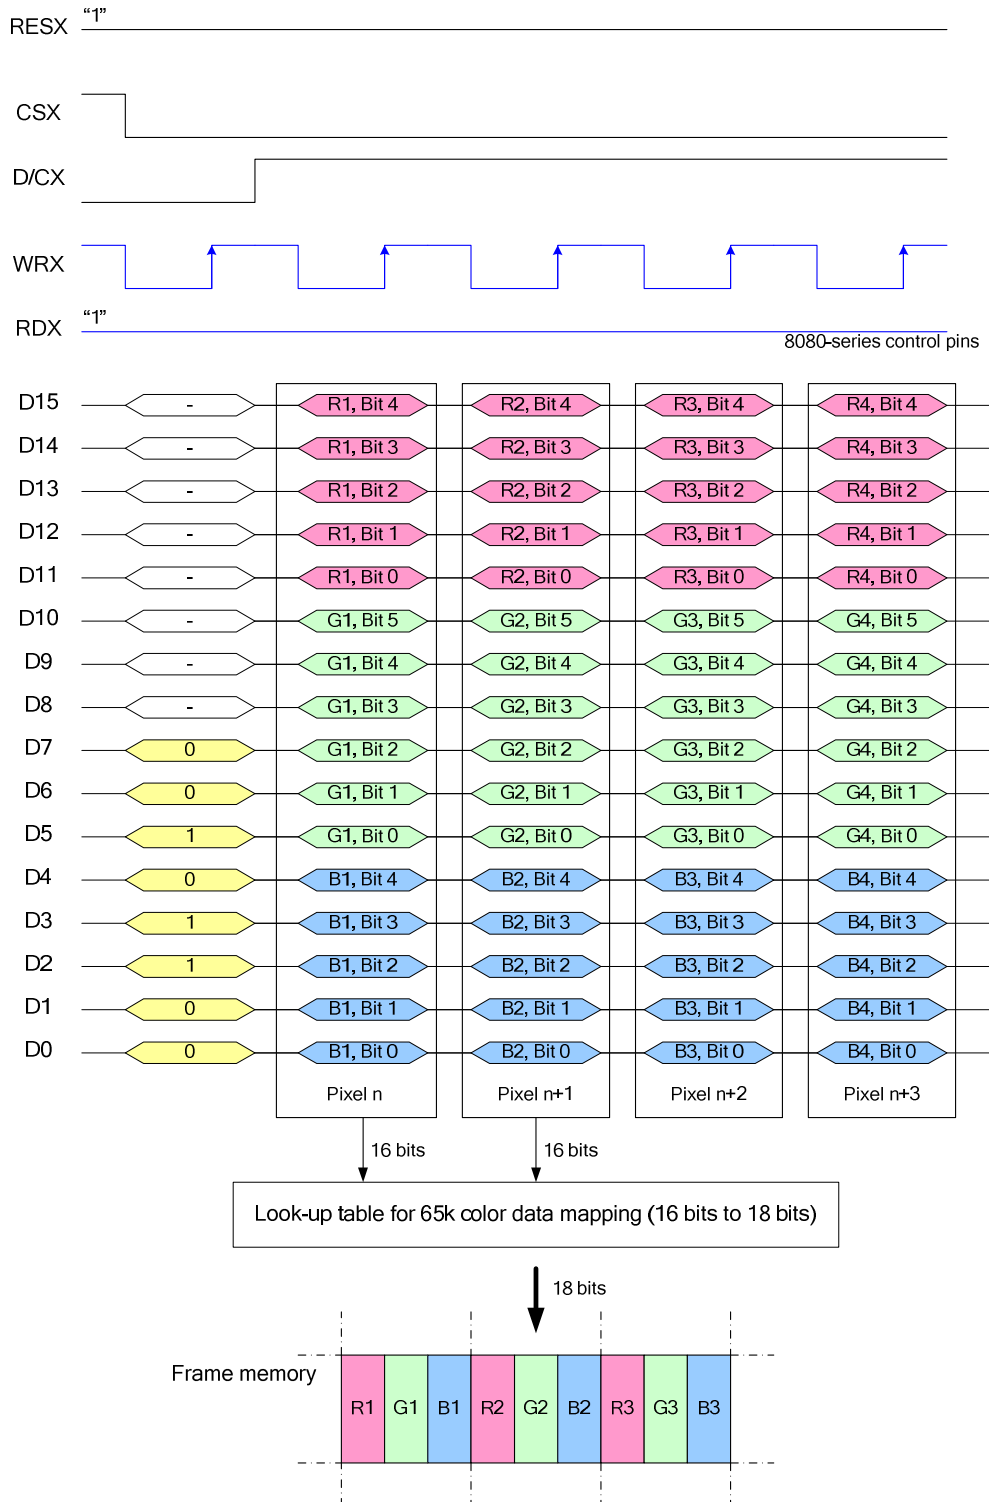 RESX “1”
CSX
D/CX
WRX
RDX “1”
8080-series control pins
D15 - R1, Bit 4 R2, Bit 4 R3, Bit 4 R4, Bit 4
D14 - R1, Bit 3 R2, Bit 3 R3, Bit 3 R4, Bit 3
D13 - R1, Bit 2 R2, Bit 2 R3, Bit 2 R4, Bit 2
D12 - R1, Bit 1 R2, Bit 1 R3, Bit 1 R4, Bit 1
D11 - R1, Bit 0 R2, Bit 0 R3, Bit 0 R4, Bit 0
D10 - G1, Bit 5 G2, Bit 5 G3, Bit 5 G4, Bit 5
D9 - G1, Bit 4 G2, Bit 4 G3, Bit 4 G4, Bit 4
D8 - G1, Bit 3 G2, Bit 3 G3, Bit 3 G4, Bit 3
D7 0 G1, Bit 2 G2, Bit 2 G3, Bit 2 G4, Bit 2
D6 0 G1, Bit 1 G2, Bit 1 G3, Bit 1 G4, Bit 1
D5 1 G1, Bit 0 G2, Bit 0 G3, Bit 0 G4, Bit 0
D4 0 B1, Bit 4 B2, Bit 4 B3, Bit 4 B4, Bit 4
D3 1 B1, Bit 3 B2, Bit 3 B3, Bit 3 B4, Bit 3
D2 1 B1, Bit 2 B2, Bit 2 B3, Bit 2 B4, Bit 2
D1 0 B1, Bit 1 B2, Bit 1 B3, Bit 1 B4, Bit 1
D0 0 B1, Bit 0 B2, Bit 0 B3, Bit 0 B4, Bit 0
Pixel n Pixel n+1 Pixel n+2 Pixel n+3
16 bits 16 bits
Look-up table for 65k color data mapping (16 bits to 18 bits)
18 bits
Frame memory
R1 G1 B1 R2 G2 B2 R3 G3 B3